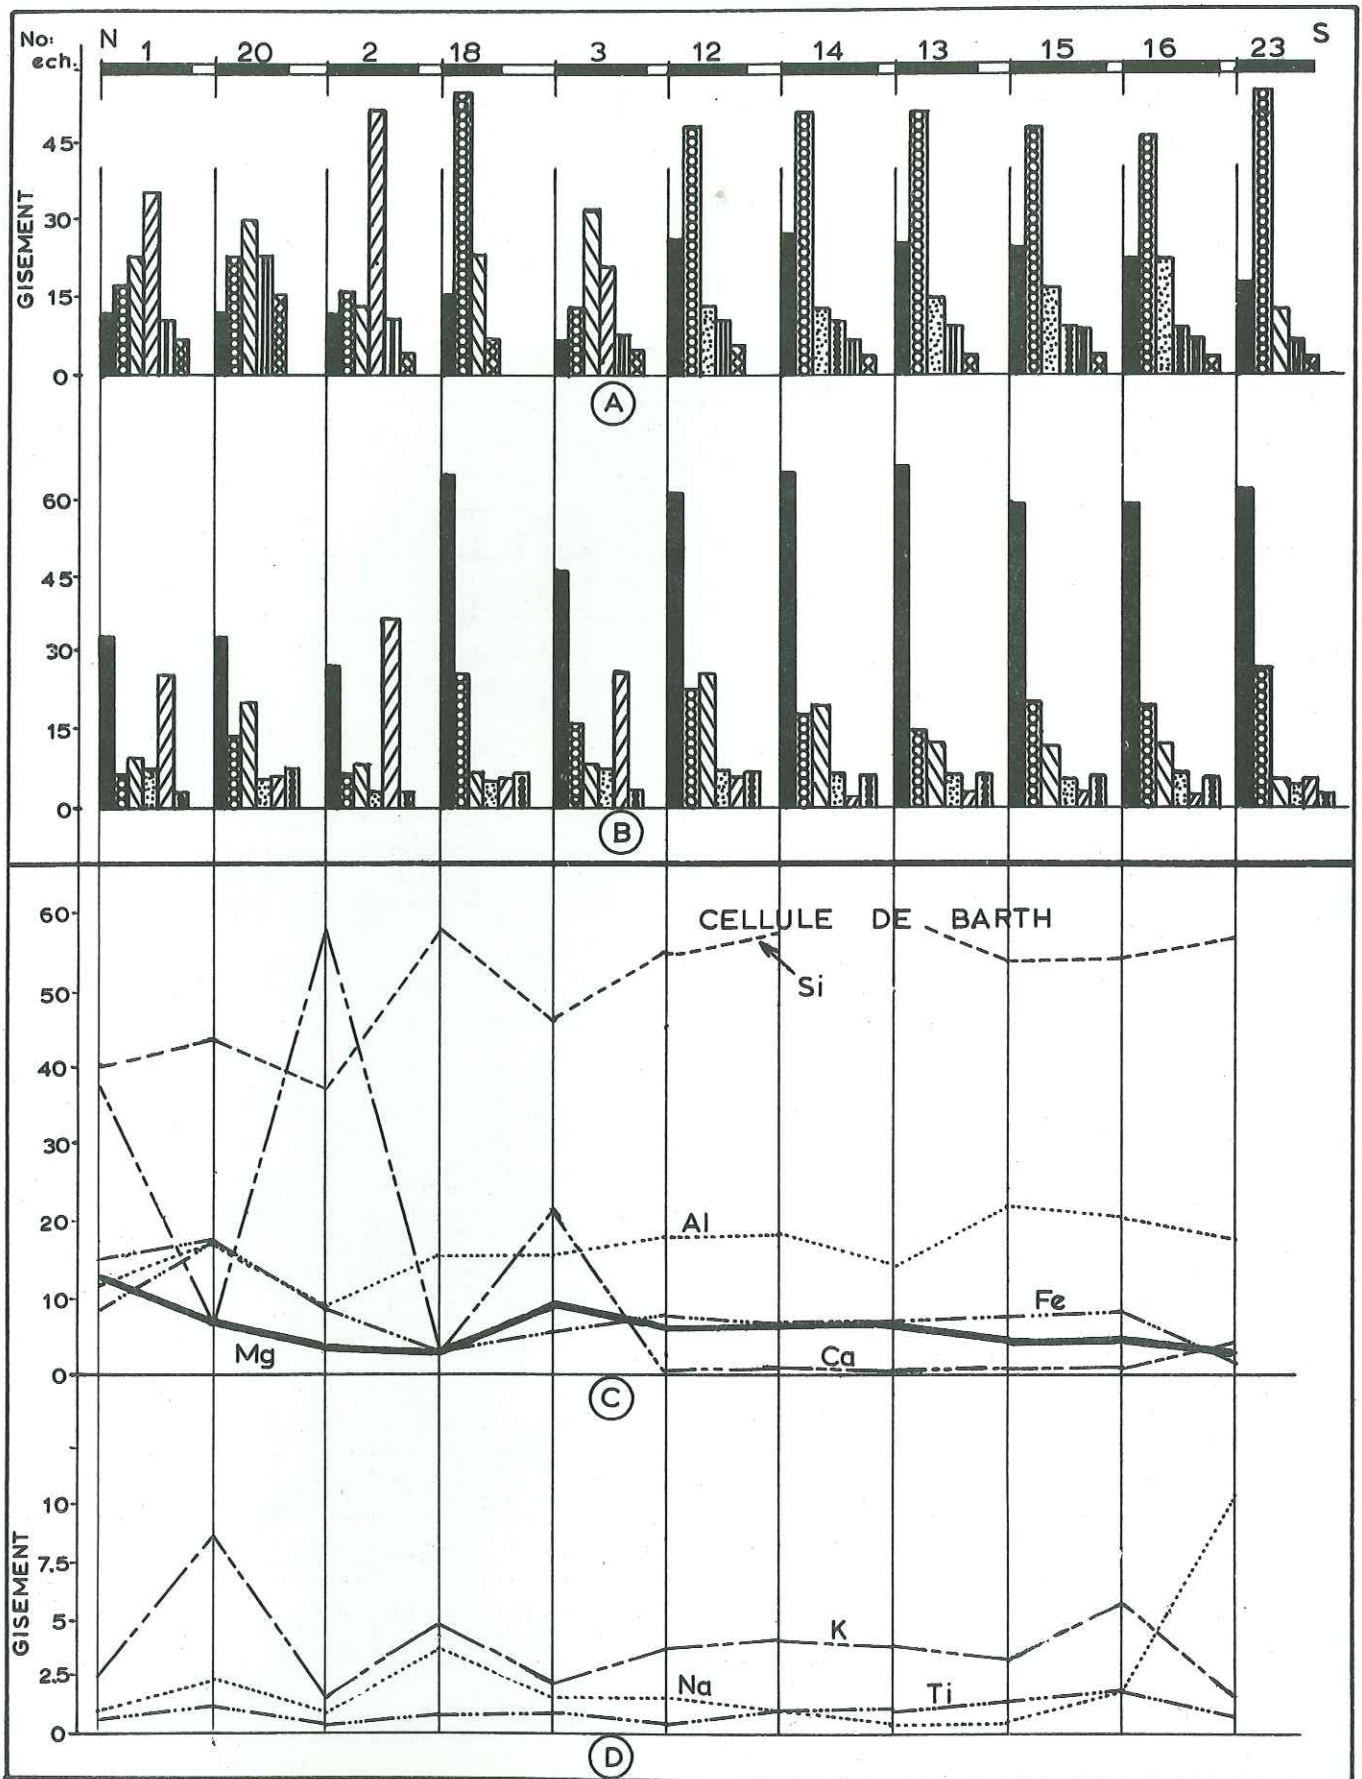 No: N 1 20 2 18 3 12 14 13 15 16 23 S
ech.
45
30
15
0
GISEMENT
A
60
45
30
15
0
B
60
50
40
30
20
10
0
CELLULE DE BARTH
Si
Al
Fe
Mg
Ca
C
10
7.5
5
2.5
0
GISEMENT
K
Na
Ti
D